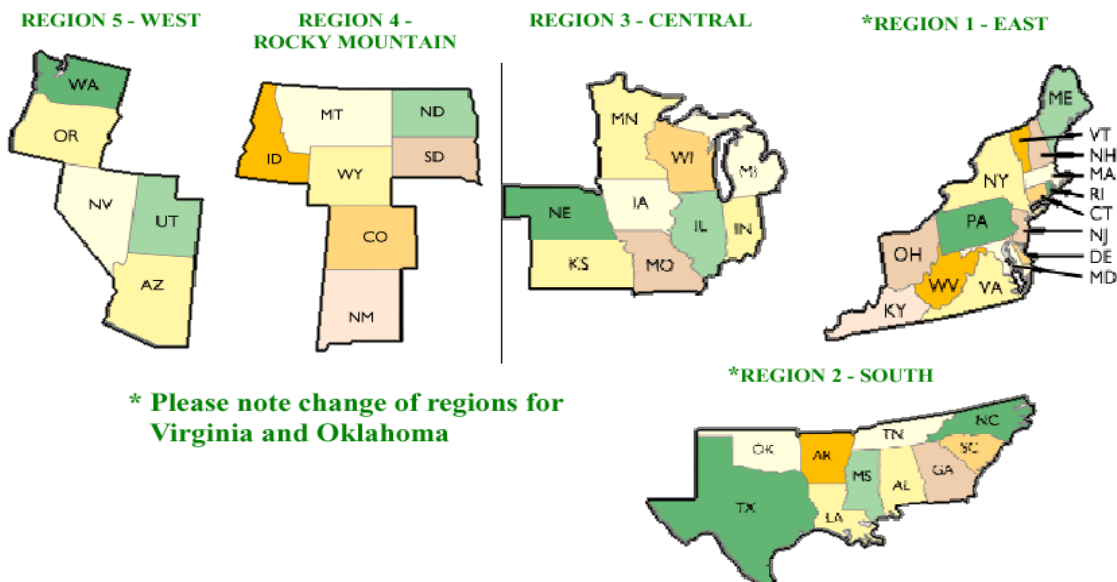 REGION 5 - WEST
REGION 4 -
ROCKY MOUNTAIN
REGION 3 - CENTRAL
*REGION 1 - EAST
WA
OR
NV
UT
AZ
MT
ND
ID
SD
WY
CO
NM
MN
WI
MI
NE
IA
IL
IN
KS
MO
ME
VT
NH
MA
RI
CT
NJ
DE
MD
NY
PA
OH
WV
VA
KY
* Please note change of regions for
Virginia and Oklahoma
*REGION 2 - SOUTH
NC
TN
SC
OK
AR
GA
MS
AL
TX
LA